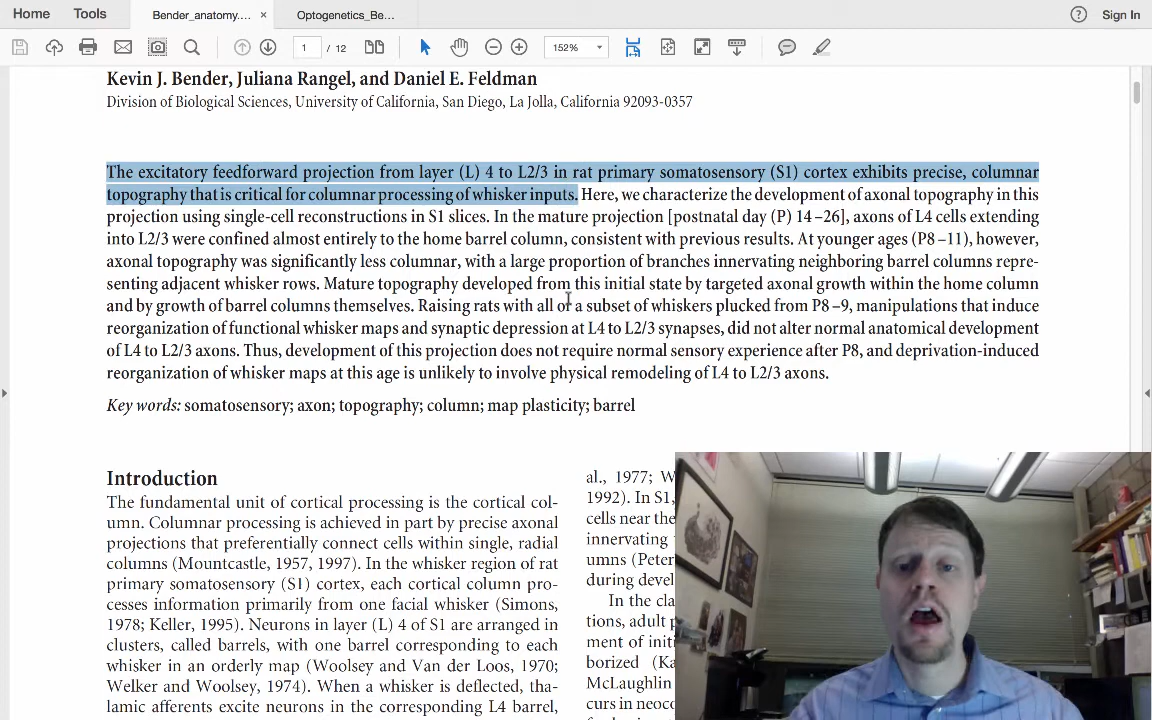 Home Tools Bender_anatomy.... × Optogenetics_Be... ? Sign In
1 / 12 152%
Kevin J. Bender, Juliana Rangel, and Daniel E. Feldman
Division of Biological Sciences, University of California, San Diego, La Jolla, California 92093-0357
The excitatory feedforward projection from layer (L) 4 to L2/3 in rat primary somatosensory (S1) cortex exhibits precise, columnar
topography that is critical for columnar processing of whisker inputs. Here, we characterize the development of axonal topography in this
projection using single-cell reconstructions in S1 slices. In the mature projection [postnatal day (P) 14–26], axons of L4 cells extending
into L2/3 were confined almost entirely to the home barrel column, consistent with previous results. At younger ages (P8–11), however,
axonal topography was significantly less columnar, with a large proportion of branches innervating neighboring barrel columns repre-
senting adjacent whisker rows. Mature topography developed from this initial state by targeted axonal growth within the home column
and by growth of barrel columns themselves. Raising rats with all or a subset of whiskers plucked from P8–9, manipulations that induce
reorganization of functional whisker maps and synaptic depression at L4 to L2/3 synapses, did not alter normal anatomical development
of L4 to L2/3 axons. Thus, development of this projection does not require normal sensory experience after P8, and deprivation-induced
reorganization of whisker maps at this age is unlikely to involve physical remodeling of L4 to L2/3 axons.
Key words: somatosensory; axon; topography; column; map plasticity; barrel
Introduction
The fundamental unit of cortical processing is the cortical col-
umn. Columnar processing is achieved in part by precise axonal
projections that preferentially connect cells within single, radial
columns (Mountcastle, 1957, 1997). In the whisker region of rat
primary somatosensory (S1) cortex, each cortical column pro-
cesses information primarily from one facial whisker (Simons,
1978; Keller, 1995). Neurons in layer (L) 4 of S1 are arranged in
clusters, called barrels, with one barrel corresponding to each
whisker in an orderly map (Woolsey and Van der Loos, 1970;
Welker and Woolsey, 1974). When a whisker is deflected, tha-
lamic afferents excite neurons in the corresponding L4 barrel,
al., 1977; W
1992). In S1,
cells near the
innervating
umns (Peter
during devel
In the cla
tions, adult p
ment of initi
borized (Ka
McLaughlin
curs in neoc